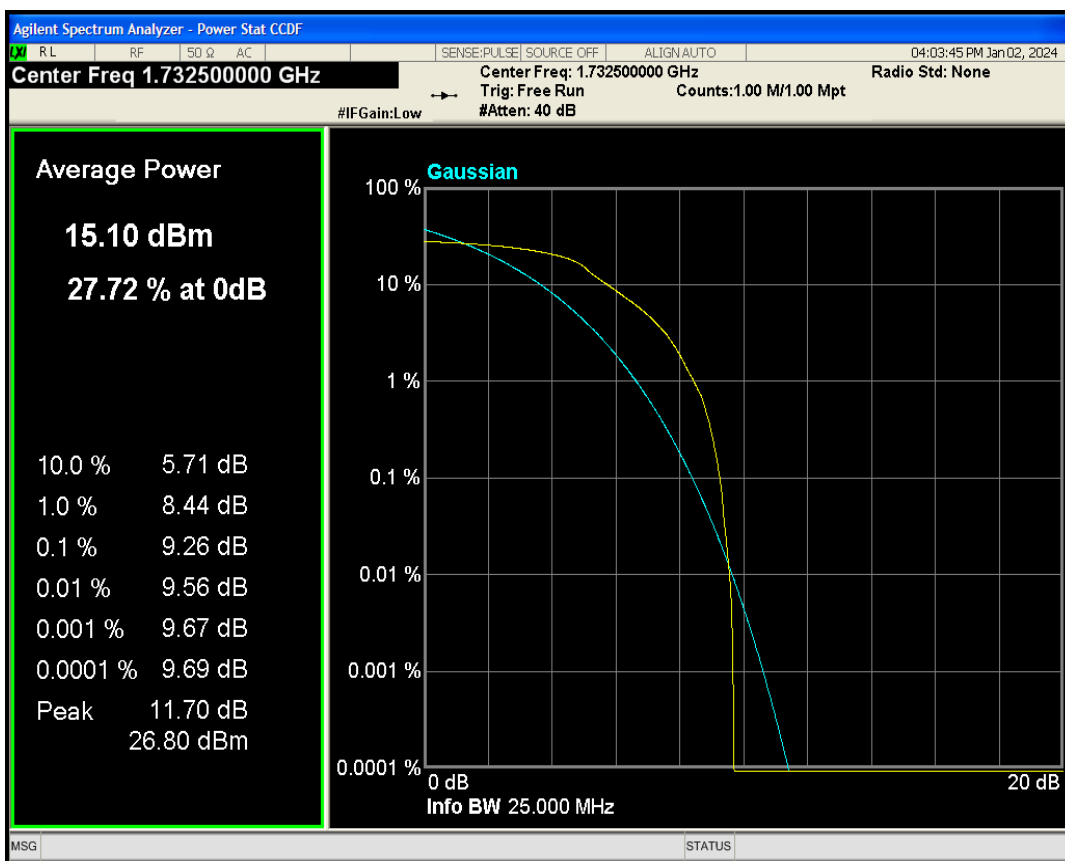 Agilent Spectrum Analyzer - Power Stat CCDF
LXI RL RF 50 Ω AC SENSE:PULSE SOURCE OFF ALIGN AUTO 04:03:45 PM Jan 02, 2024
Center Freq 1.732500000 GHz Center Freq: 1.732500000 GHz Radio Std: None
Trig: Free Run Counts:1.00 M/1.00 Mpt
#IFGain:Low #Atten: 40 dB
Average Power
15.10 dBm
27.72 % at 0dB
10.0 % 5.71 dB
1.0 % 8.44 dB
0.1 % 9.26 dB
0.01 % 9.56 dB
0.001 % 9.67 dB
0.0001 % 9.69 dB
Peak 11.70 dB
26.80 dBm
Gaussian
100 %
10 %
1 %
0.1 %
0.01 %
0.001 %
0.0001 %
0 dB 20 dB
Info BW 25.000 MHz
MSG STATUS